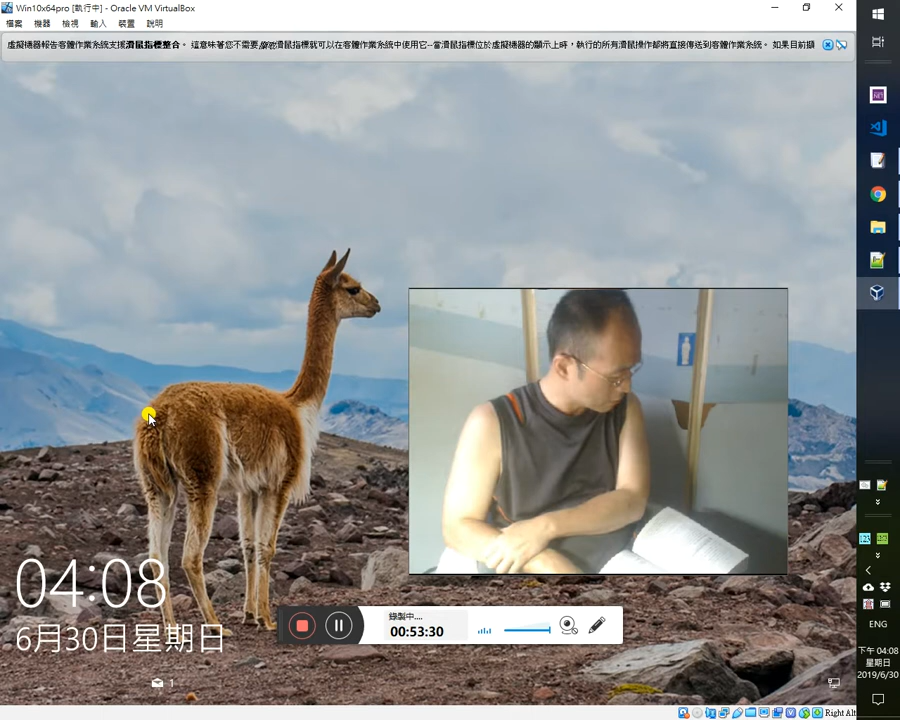 Win10x64pro [執行中] - Oracle VM VirtualBox
檔案 機器 檢視 輸入 裝置 說明
虛擬機器報告客體作業系統支援滑鼠指標整合。 這意味著您不需要擷取滑鼠指標就可以在客體作業系統中使用它--當滑鼠指標位於虛擬機器的顯示上時,執行的所有滑鼠操作都將直接傳送到客體作業系統。 如果目前擷
04:08
6月30日星期日
1
錄製中....
00:53:30
ENG
下午 04:08
星期日
2019/6/30
Right Alt